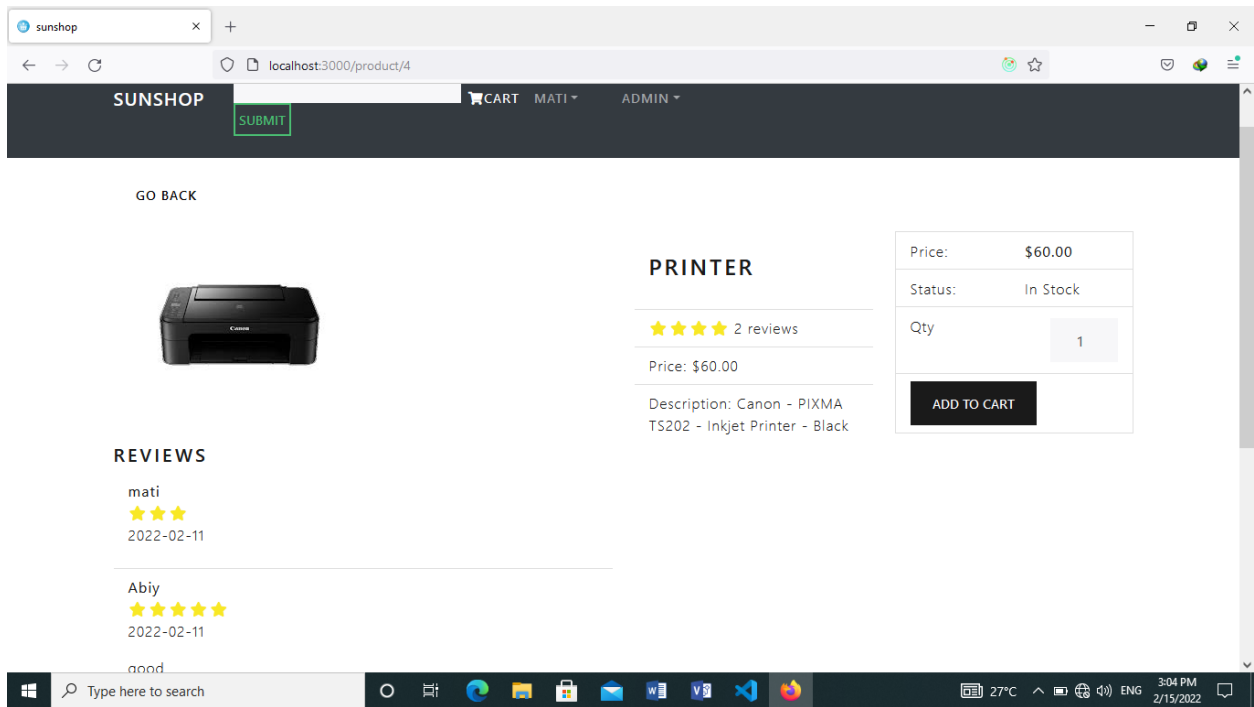 sunshop
localhost:3000/product/4
SUNSHOP
CART MATI ADMIN
SUBMIT
GO BACK
Canon
PRINTER
2 reviews
Price: $60.00
Description: Canon - PIXMA
TS202 - Inkjet Printer - Black
Price: $60.00
Status: In Stock
Qty 1
ADD TO CART
REVIEWS
mati
2022-02-11
Abiy
2022-02-11
good
Type here to search
27°C
ENG
3:04 PM
2/15/2022